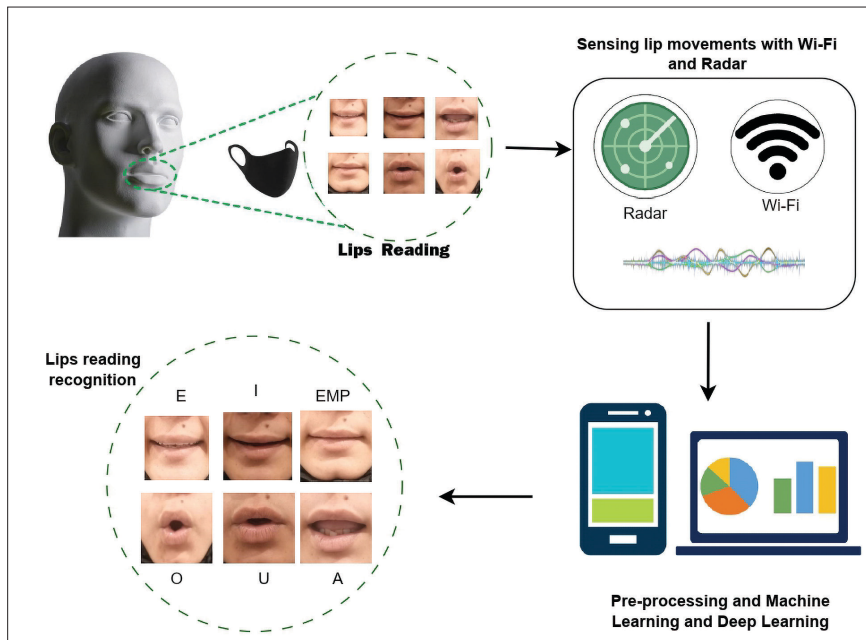 Sensing lip movements with Wi-Fi
and Radar
Radar
Wi-Fi
Lips Reading
Lips reading
recognition
E I EMP
O U A
Pre-processing and Machine
Learning and Deep Learning